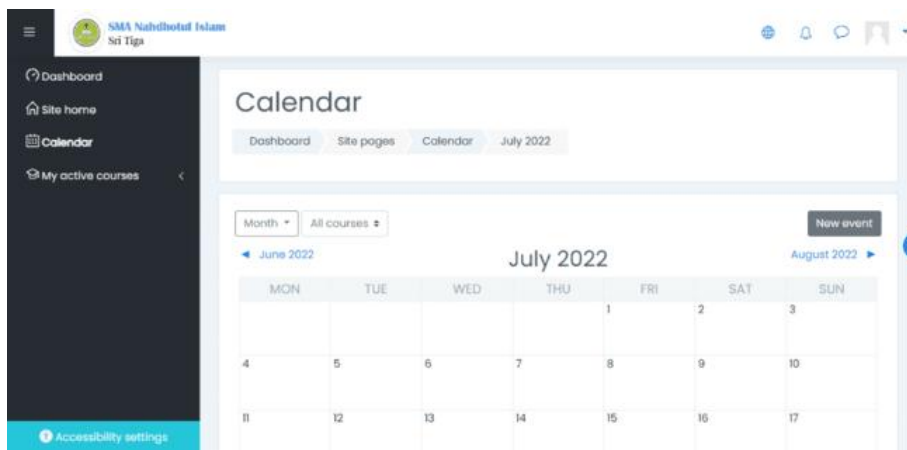 SMA Nahdhotul Islam
Sri Tiga
Dashboard
Site home
Calendar
My active courses
Accessibility settings
Calendar
Dashboard Site pages Calendar July 2022
Month All courses New event
June 2022 July 2022 August 2022
MON TUE WED THU FRI SAT SUN
1 2 3
4 5 6 7 8 9 10
11 12 13 14 15 16 17